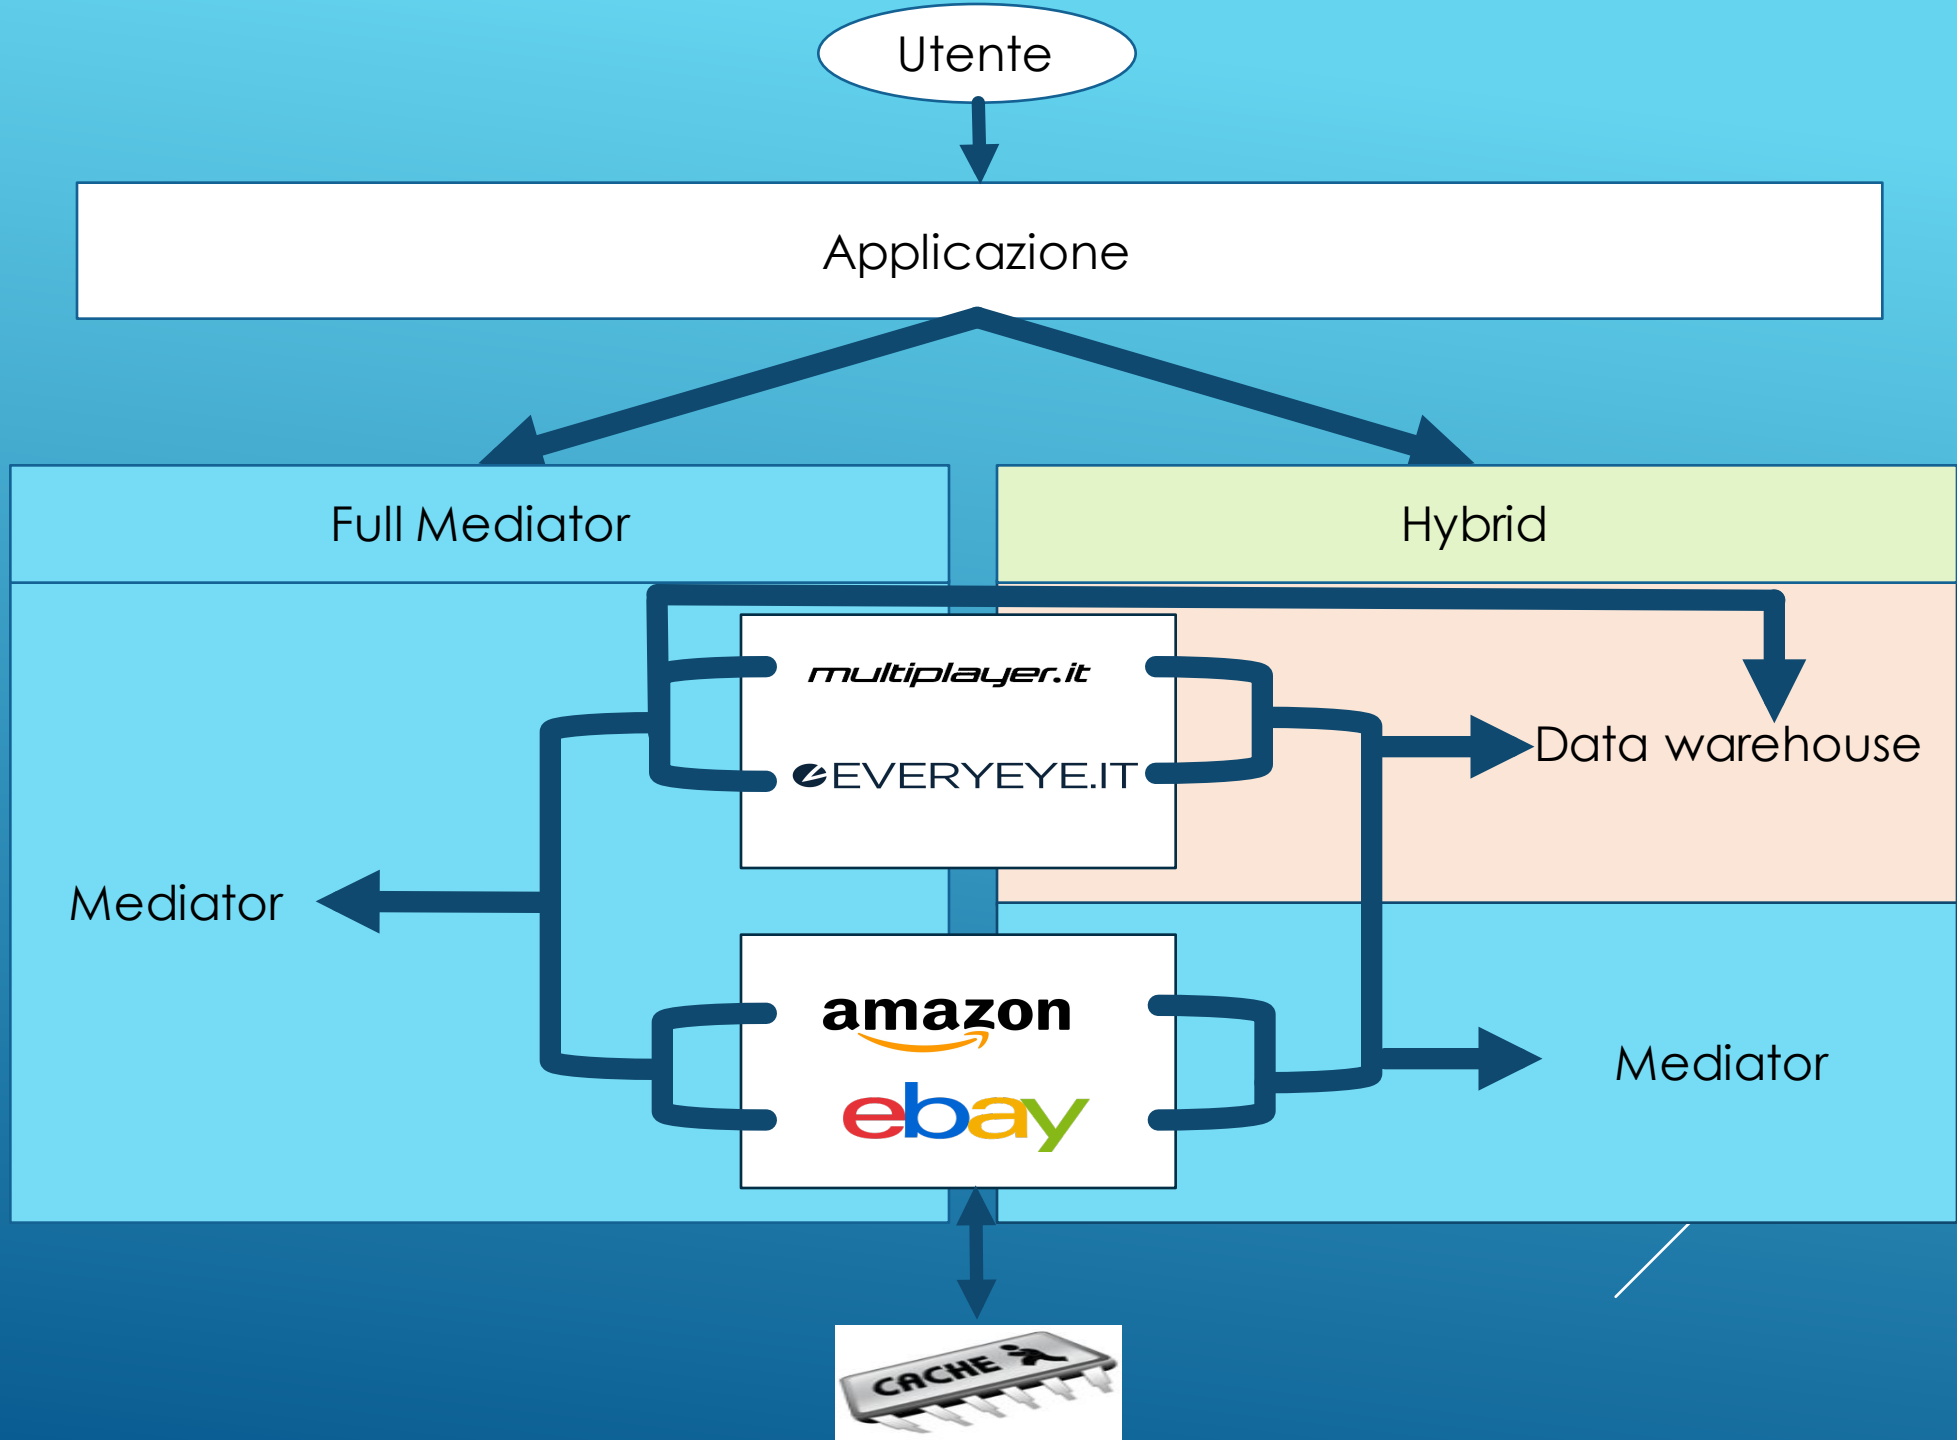 Utente
Applicazione
Full Mediator
Hybrid
multiplayer.it
EVERYEYE.IT
Data warehouse
Mediator
amazon
ebay
Mediator
CACHE